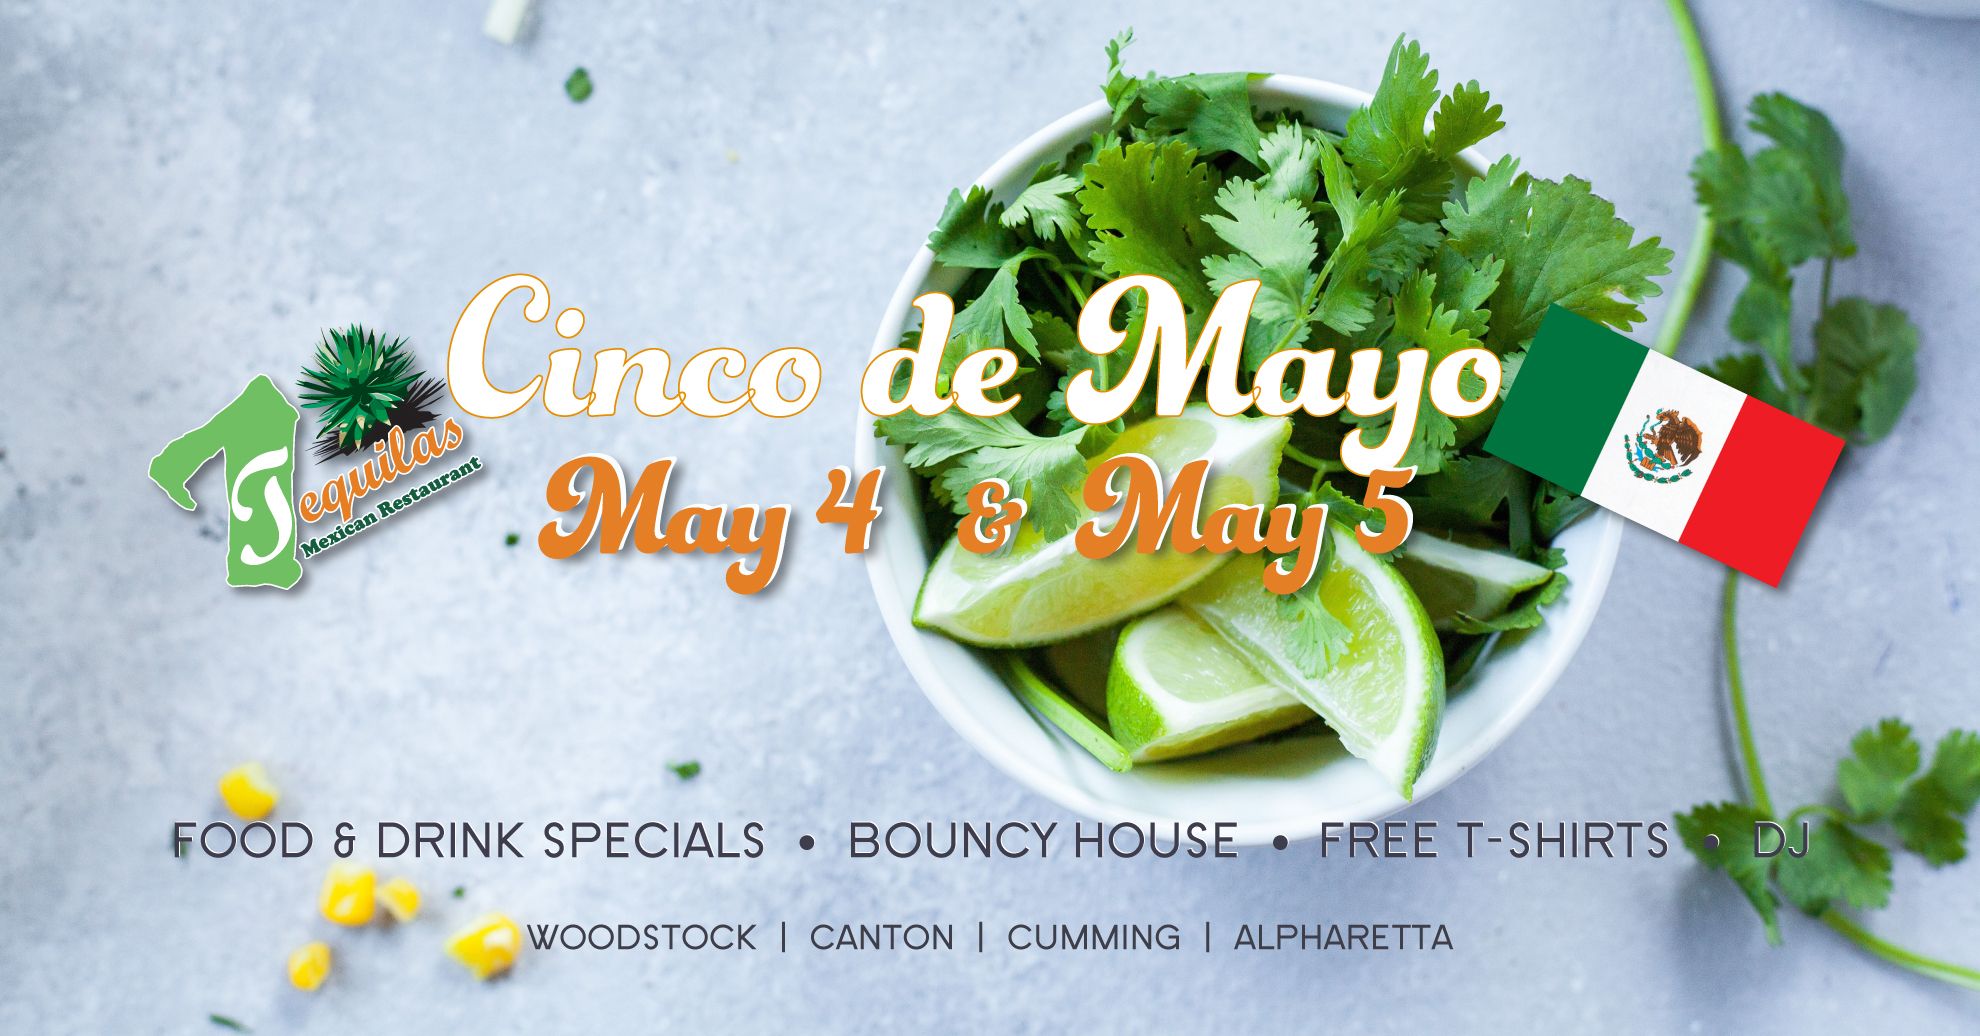 Cinco de Mayo
7 Tequilas
Mexican Restaurant
May 4 & May 5
FOOD & DRINK SPECIALS • BOUNCY HOUSE • FREE T-SHIRTS • DJ
WOODSTOCK | CANTON | CUMMING | ALPHARETTA